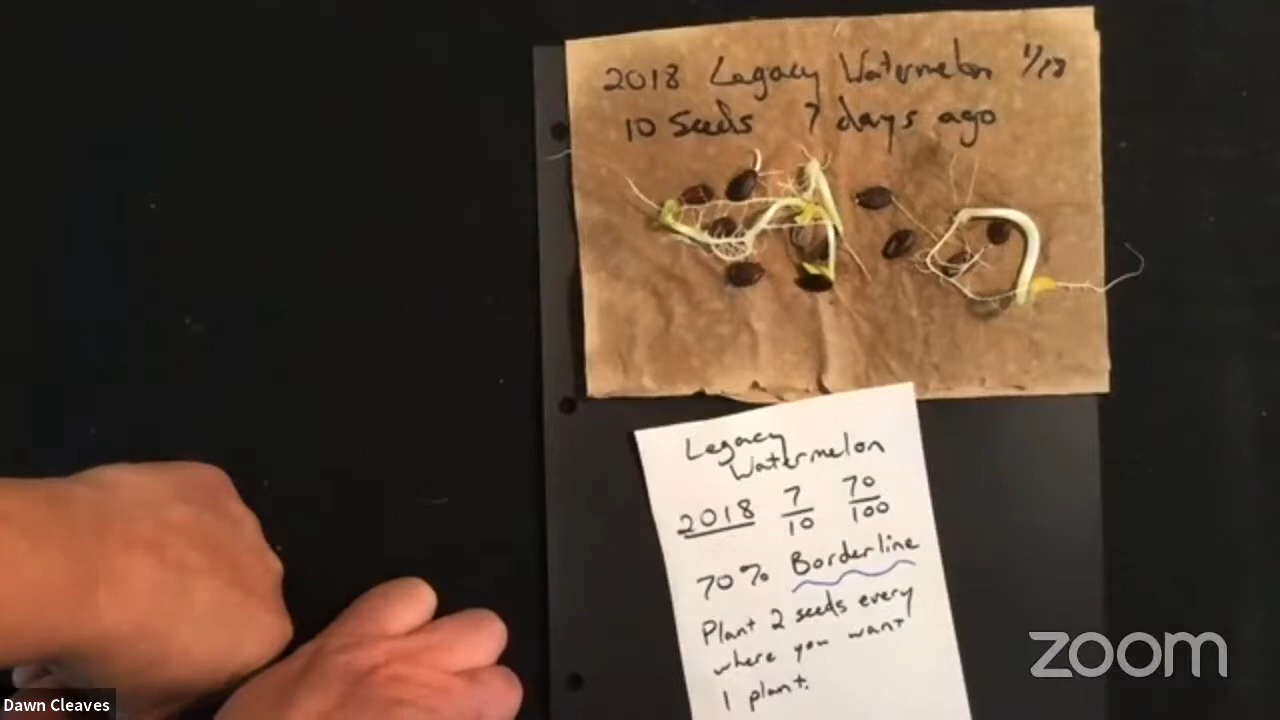 2018 Legacy Watermelon 1/18
10 Seeds 7 days ago
Legacy
Watermelon
2018 7/10 70/100
70% Borderline
Plant 2 seeds every
where you want
1 plant.
zoom
Dawn Cleaves